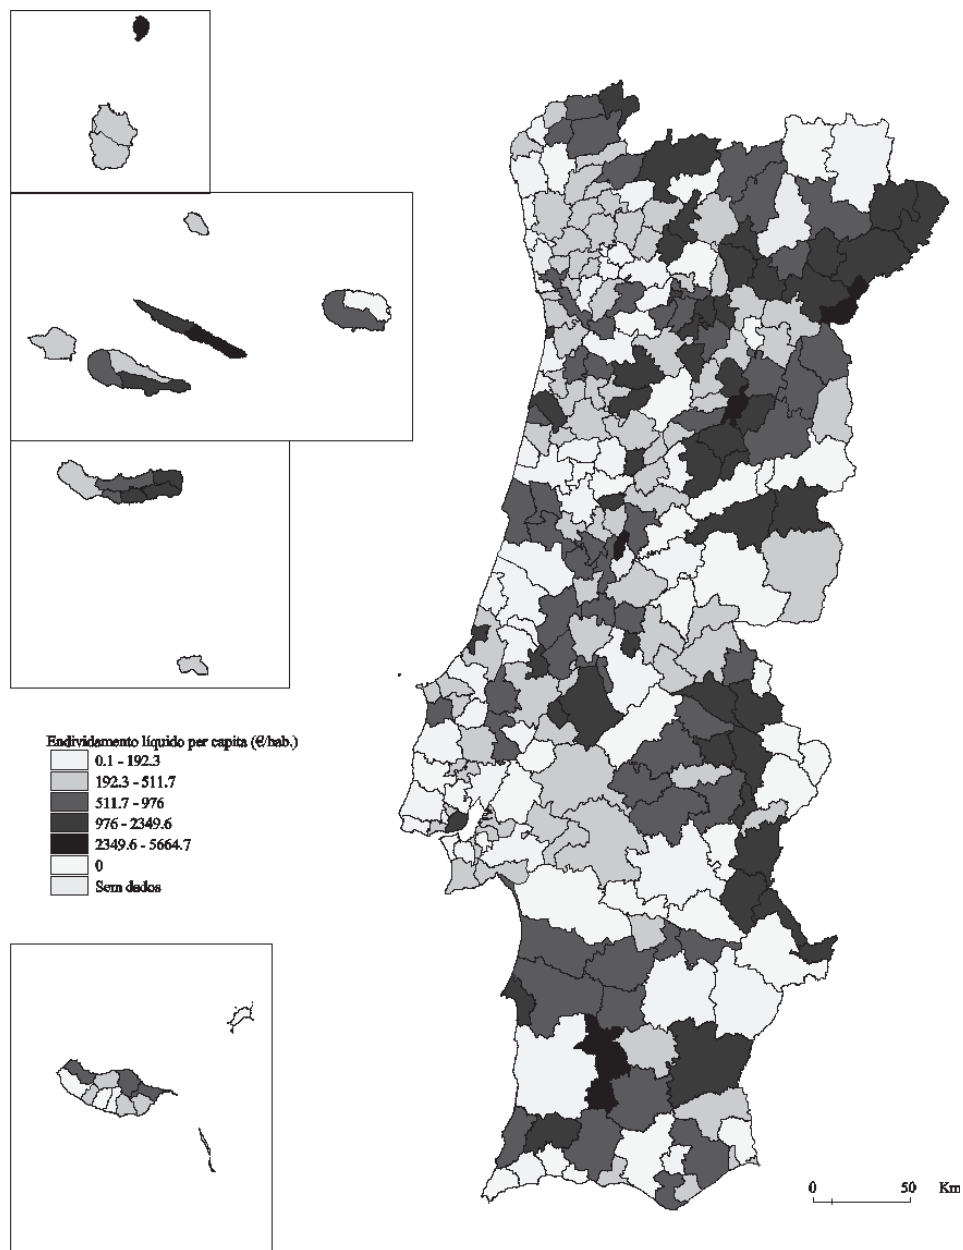 Endividamento líquido per capita (€/hab.)
0.1 - 192.3
192.3 - 511.7
511.7 - 976
976 - 2349.6
2349.6 - 5664.7
0
Sem dados
0 50 Km